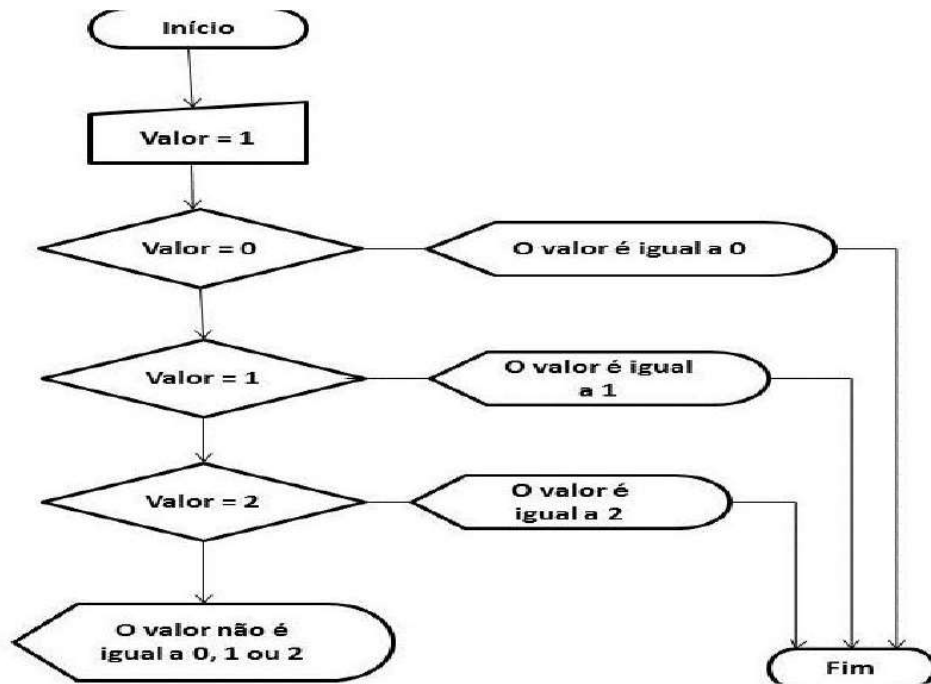 Início
Valor = 1
Valor = 0
O valor é igual a 0
Valor = 1
O valor é igual
a 1
Valor = 2
O valor é
igual a 2
O valor não é
igual a 0, 1 ou 2
Fim